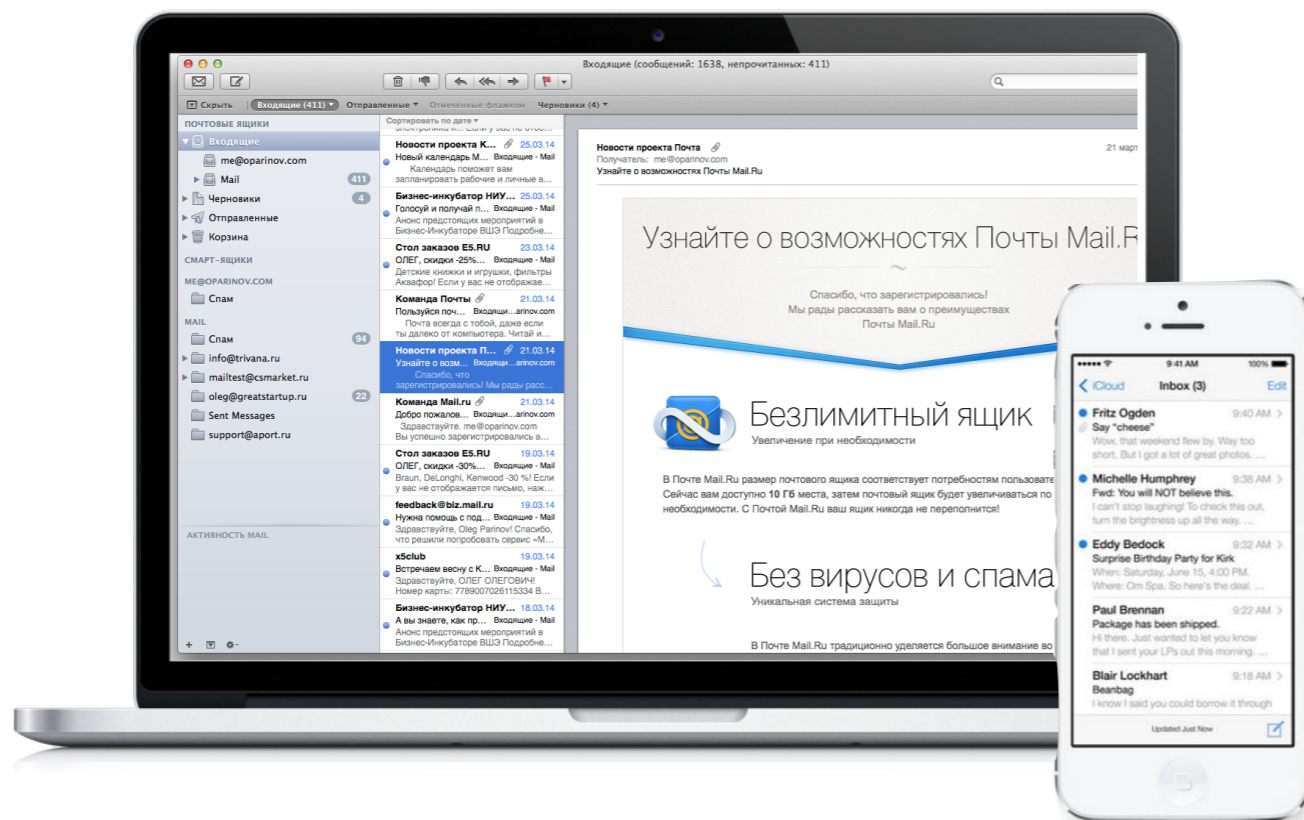 Входящие (сообщений: 1638, непрочитанных: 411)
Скрыть
Входящие (411)
Отправленные
Отмеченные флажком
Черновики (4)
ПОЧТОВЫЕ ЯЩИКИ
Входящие
me@oparinov.com
Mail 411
Черновики 4
Отправленные
Корзина
СМАРТ-ЯЩИКИ
ME@OPARINOV.COM
Спам
MAIL
Спам 94
info@trivana.ru
mailtest@csmarket.ru
oleg@greatstartup.ru 22
Sent Messages
support@aport.ru
АКТИВНОСТЬ MAIL
Сортировать по дате
Новости проекта К... 25.03.14
Новый календарь М... Входящие - Mail
Календарь поможет вам
запланировать рабочие и личные в...
Бизнес-инкубатор НИУ... 25.03.14
Голосуй и получай п... Входящие - Mail
Анонс предстоящих мероприятий в
Бизнес-Инкубаторе ВШЭ Подробне...
Стол заказов E5.RU 23.03.14
ОЛЕГ, скидки -25%... Входящие - Mail
Детские книжки и игрушки, фильтры
Аквафор! Если у вас не отображае...
Команда Почты 21.03.14
Пользуйся поч... Входящи...arinov.com
Почта всегда с тобой, даже если
ты далеко от компьютера. Читай и...
Новости проекта П... 21.03.14
Узнайте о возм... Входящи...arinov.com
Спасибо, что
зарегистрировались! Мы рады расс...
Команда Mail.ru 21.03.14
Добро пожалов... Входящи...arinov.com
Здравствуйте, me@oparinov.com
Вы успешно зарегистрировались в...
Стол заказов E5.RU 19.03.14
ОЛЕГ, скидки -30%... Входящие - Mail
Braun, DeLonghi, Kenwood -30 %! Если
у вас не отображается письмо, наж...
feedback@biz.mail.ru 19.03.14
Нужна помощь с под... Входящие - Mail
Здравствуйте, Oleg Parinov! Спасибо,
что решили попробовать сервис «М...
x5club 19.03.14
Встречаем весну с К... Входящие - Mail
Здравствуйте, ОЛЕГ ОЛЕГОВИЧ!
Номер карты: 7789007026115334 В...
Бизнес-инкубатор НИУ... 18.03.14
А вы знаете, как пр... Входящие - Mail
Анонс предстоящих мероприятий в
Бизнес-Инкубаторе ВШЭ Подробне...
Новости проекта Почта 21 март
Получатель: me@oparinov.com
Узнайте о возможностях Почты Mail.Ru
Узнайте о возможностях Почты Mail.R
Спасибо, что зарегистрировались!
Мы рады рассказать вам о преимуществах
Почты Mail.Ru
Безлимитный ящик
Увеличение при необходимости
В Почте Mail.Ru размер почтового ящика соответствует потребностям пользовате
Сейчас вам доступно 10 Гб места, затем почтовый ящик будет увеличиваться по
необходимости. С Почтой Mail.Ru ваш ящик никогда не переполнится!
Без вирусов и спама
Уникальная система защиты
В Почте Mail.Ru традиционно уделяется большое внимание во
9:41 AM 100%
iCloud Inbox (3) Edit
Fritz Ogden 9:40 AM
Say “cheese”
Wow, that weekend flew by. Way too
short. But I got a lot of great photos. ...
Michelle Humphrey 9:38 AM
Fwd: You will NOT believe this.
I can't stop laughing! To check this out,
turn the brightness up all the way, ...
Eddy Bedock 9:32 AM
Surprise Birthday Party for Kirk
When: Saturday, June 15, 4:00 PM.
Where: Om Spa. So here's the deal. ...
Paul Brennan 9:22 AM
Package has been shipped.
Hi there. Just wanted to let you know
that I sent your LPs out this morning. ...
Blair Lockhart 9:18 AM
Beanbag
I know I said you could borrow it through
Updated Just Now